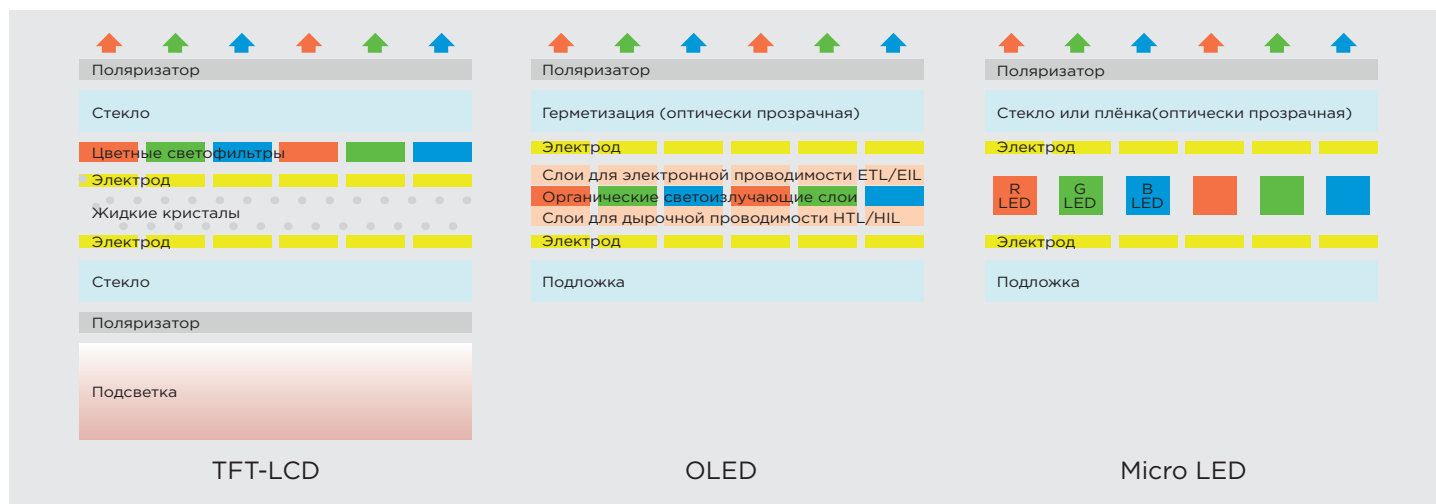 Поляризатор
Стекло
Цветные светофильтры
Электрод
Жидкие кристалы
Электрод
Стекло
Поляризатор
Подсветка
TFT-LCD
Поляризатор
Герметизация (оптически прозрачная)
Электрод
Слои для электронной проводимости ETL/EIL
Органические светоизлучающие слои
Слои для дырочной проводимости HTL/HIL
Электрод
Подложка
OLED
Поляризатор
Стекло или плёнка(оптически прозрачная)
Электрод
R
LED
G
LED
B
LED
Электрод
Подложка
Micro LED